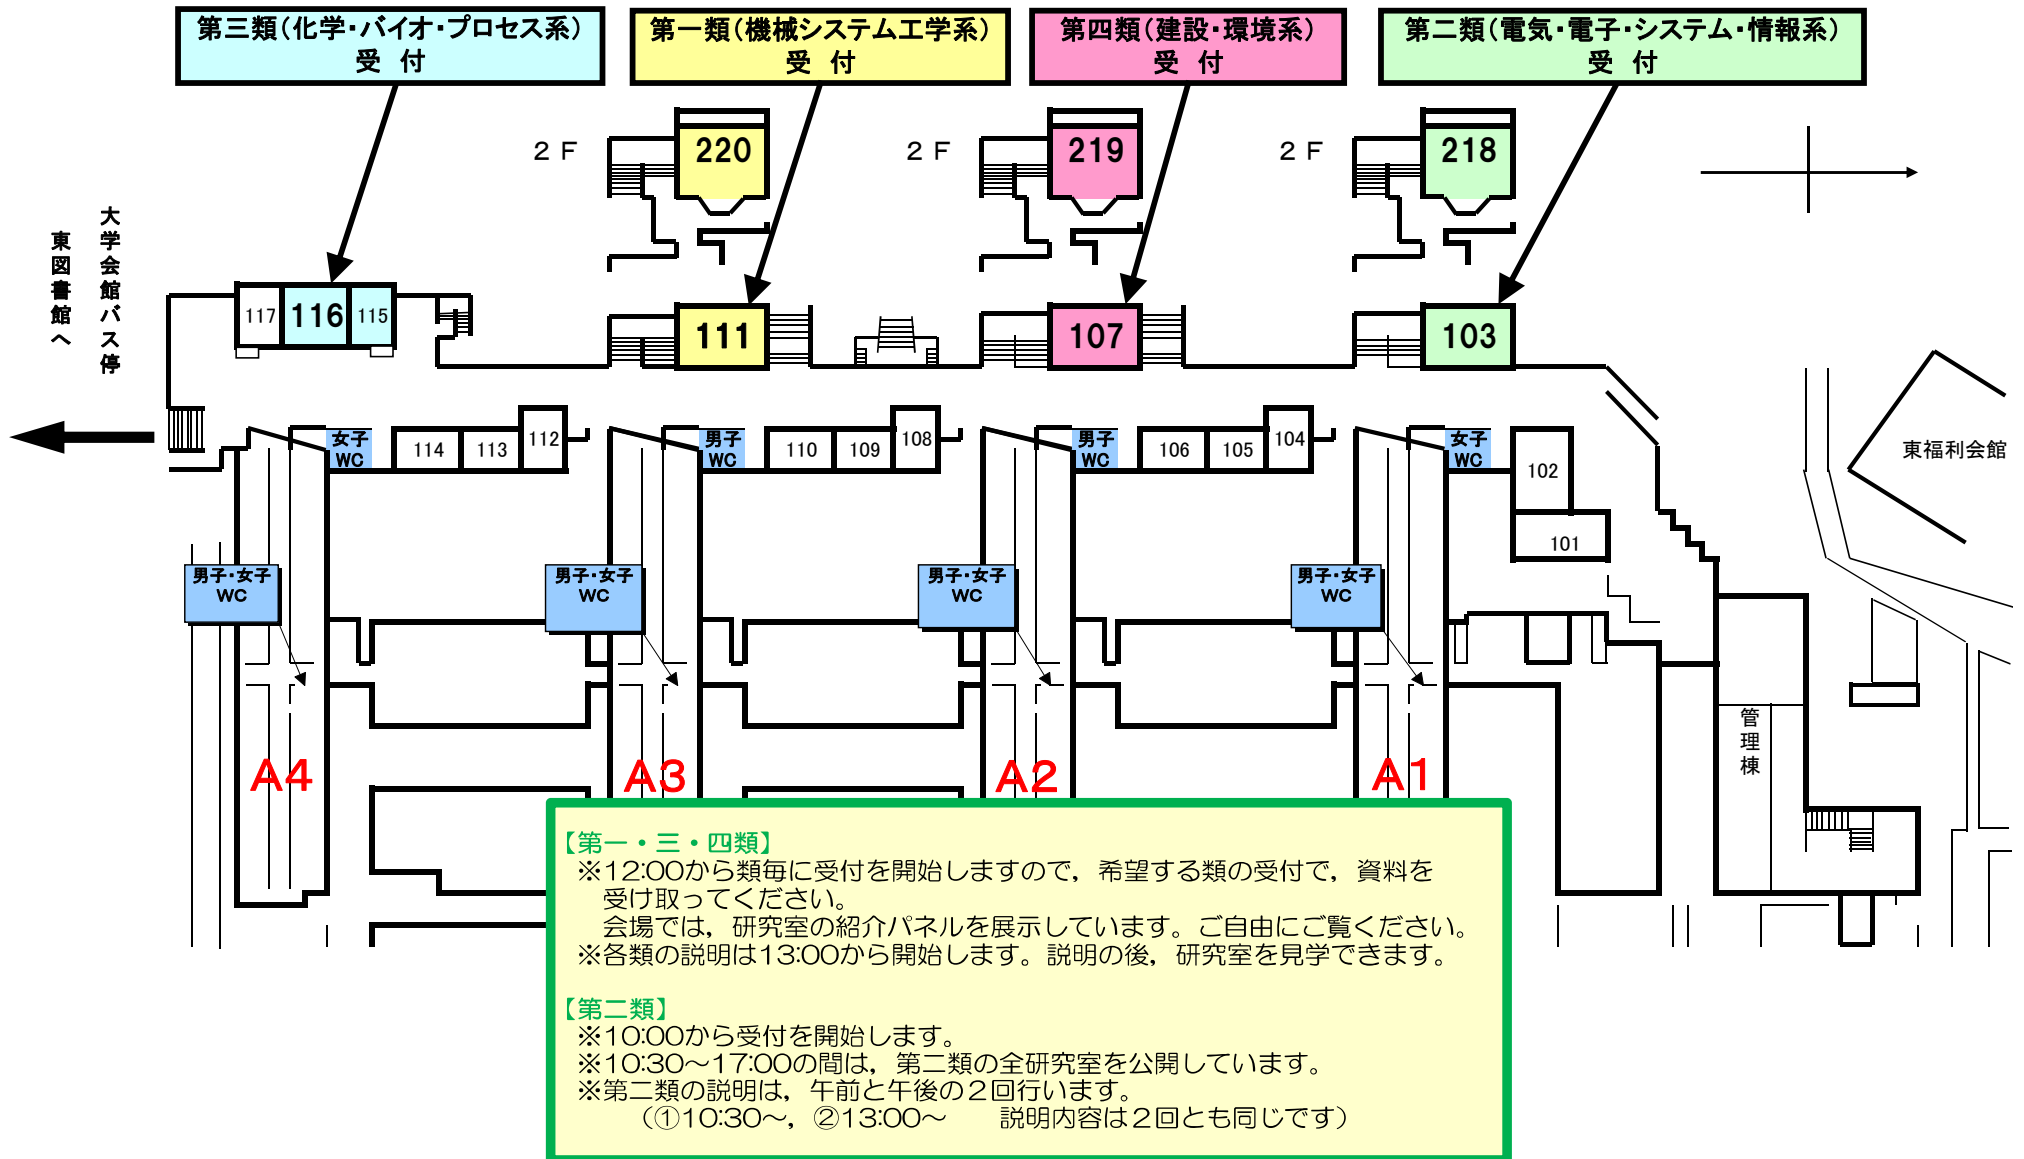 第三類(化学・バイオ・プロセス系)
受 付
第一類(機械システム工学系)
受 付
第四類(建設・環境系)
受 付
第二類(電気・電子・システム・情報系)
受 付
２Ｆ
220
２Ｆ
219
２Ｆ
218
大学会館バス停
東図書館へ
117
116
115
111
107
103
女子
WC
114
113
112
男子
WC
110
109
108
男子
WC
106
105
104
女子
WC
102
101
東福利会館
男子・女子
WC
男子・女子
WC
男子・女子
WC
男子・女子
WC
管理棟
A4
A3
A2
A1
【第一・三・四類】
※12:00から類毎に受付を開始しますので，希望する類の受付で，資料を
受け取ってください。
会場では，研究室の紹介パネルを展示しています。ご自由にご覧ください。
※各類の説明は13:00から開始します。説明の後，研究室を見学できます。
【第二類】
※10:00から受付を開始します。
※10:30～17:00の間は，第二類の全研究室を公開しています。
※第二類の説明は，午前と午後の２回行います。
（①10:30～，②13:00～　　説明内容は２回とも同じです）